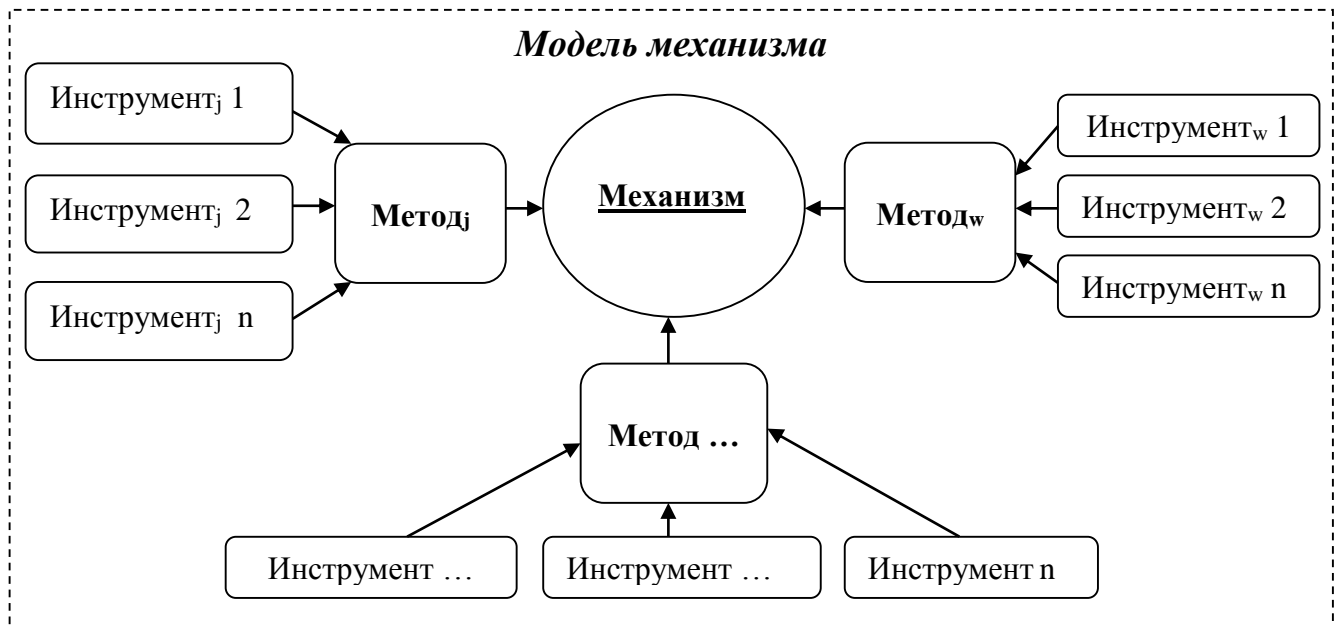 Модель механизма
Инструментj 1
Инструментj 2
Инструментj n
Методj
Механизм
Методw
Инструментw 1
Инструментw 2
Инструментw n
Метод …
Инструмент …
Инструмент …
Инструмент n